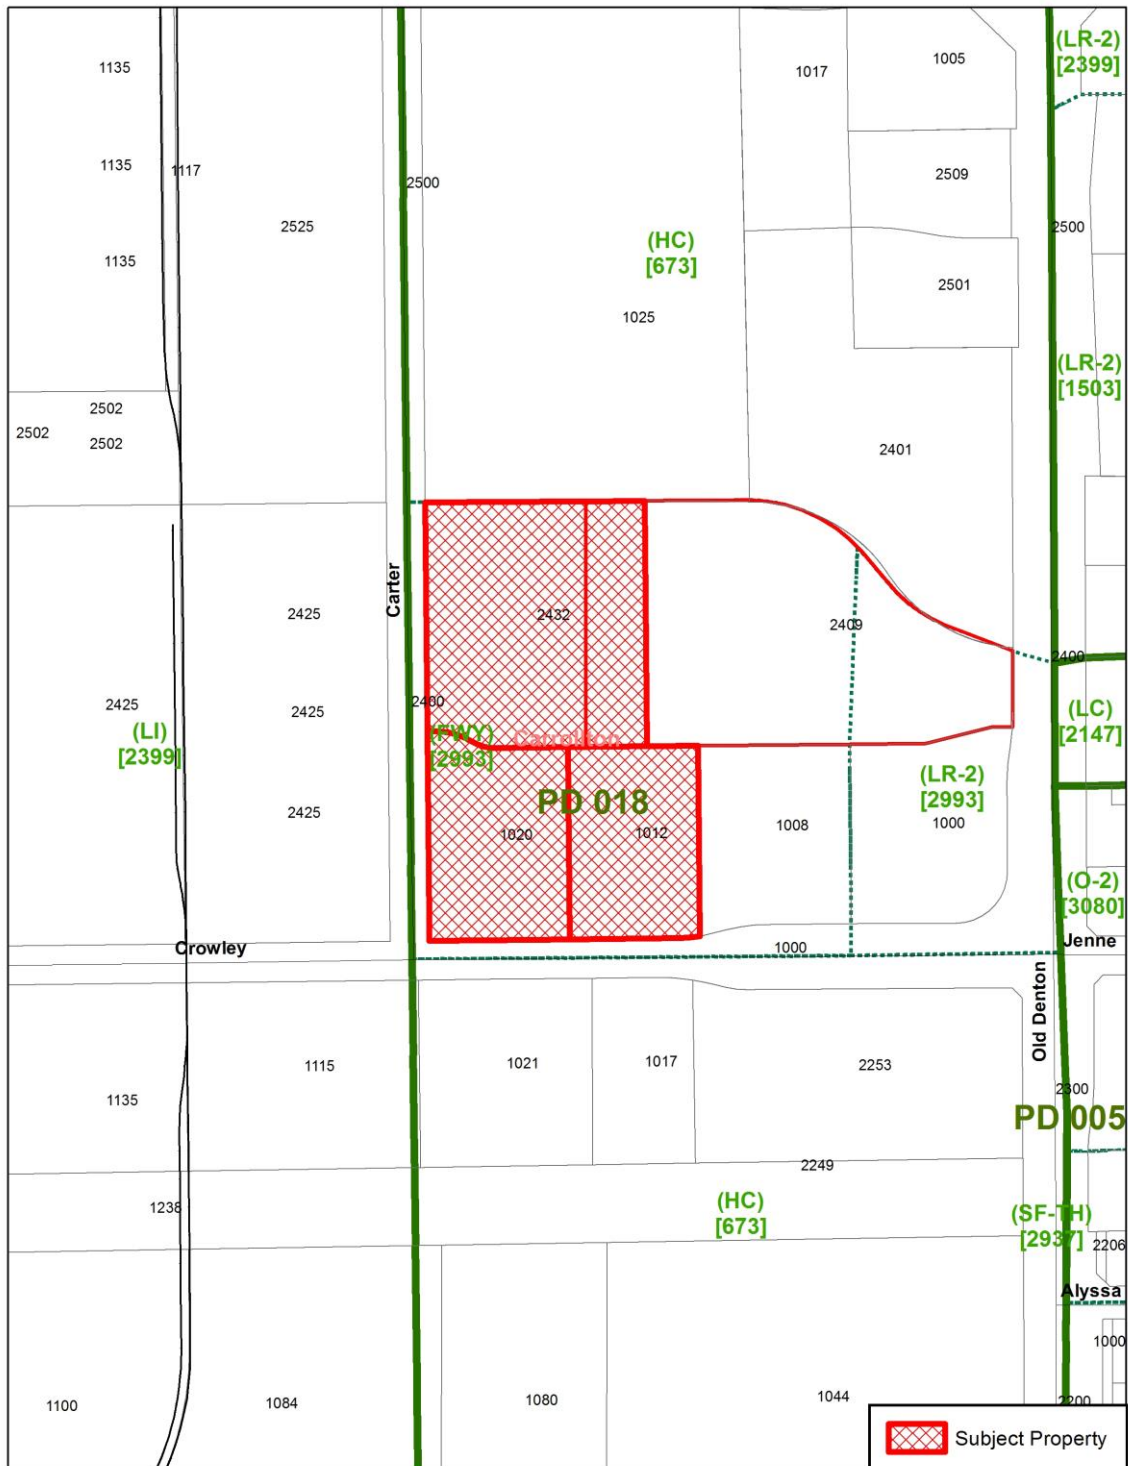 (LR-2)
[2399]
1005
1017
1135
1135
1117
2509
2500
2525
2500
(HC)
[673]
1135
2501
1025
(LR-2)
[1503]
2502
2502
2502
2401
Carter
2425
2432
2409
2400
2425
2425
2400
(LI)
[2399]
(FWY)
[2993]
Carrollton
(LC)
[2147]
(LR-2)
[2993]
PD 018
2425
1020
1012
1008
1000
(O-2)
[3080]
Crowley
1000
Jenne
Old Denton
1115
1021
1017
2253
1135
2300
PD 005
2249
1238
(HC)
[673]
(SF-TH)
[2937]
2206
Alyssa
1000
1100
1084
1080
1044
2200
Subject Property